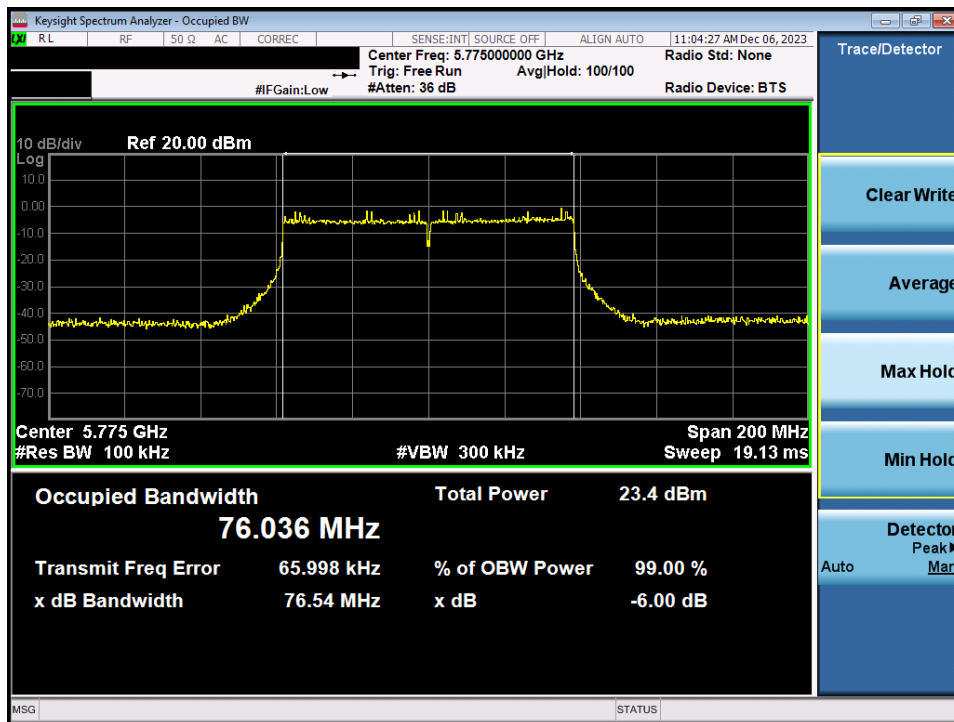 Keysight Spectrum Analyzer - Occupied BW
LXI RL RF 50 Ω AC CORREC SENSE:INT SOURCE OFF ALIGN AUTO 11:04:27 AM Dec 06, 2023
Center Freq: 5.775000000 GHz Radio Std: None
Trig: Free Run Avg|Hold: 100/100
#IFGain:Low #Atten: 36 dB Radio Device: BTS
Trace/Detector
10 dB/div Ref 20.00 dBm
Log
10.0
0.00
-10.0
-20.0
-30.0
-40.0
-50.0
-60.0
-70.0
Center 5.775 GHz Span 200 MHz
#Res BW 100 kHz #VBW 300 kHz Sweep 19.13 ms
Occupied Bandwidth Total Power 23.4 dBm
76.036 MHz
Transmit Freq Error 65.998 kHz % of OBW Power 99.00 %
x dB Bandwidth 76.54 MHz x dB -6.00 dB
Clear Write
Average
Max Hold
Min Hold
Detector
Peak
Auto Man
MSG STATUS